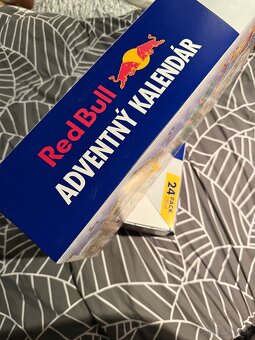 Red Bull
ADVENTNÝ KALENDÁR
24
PACK